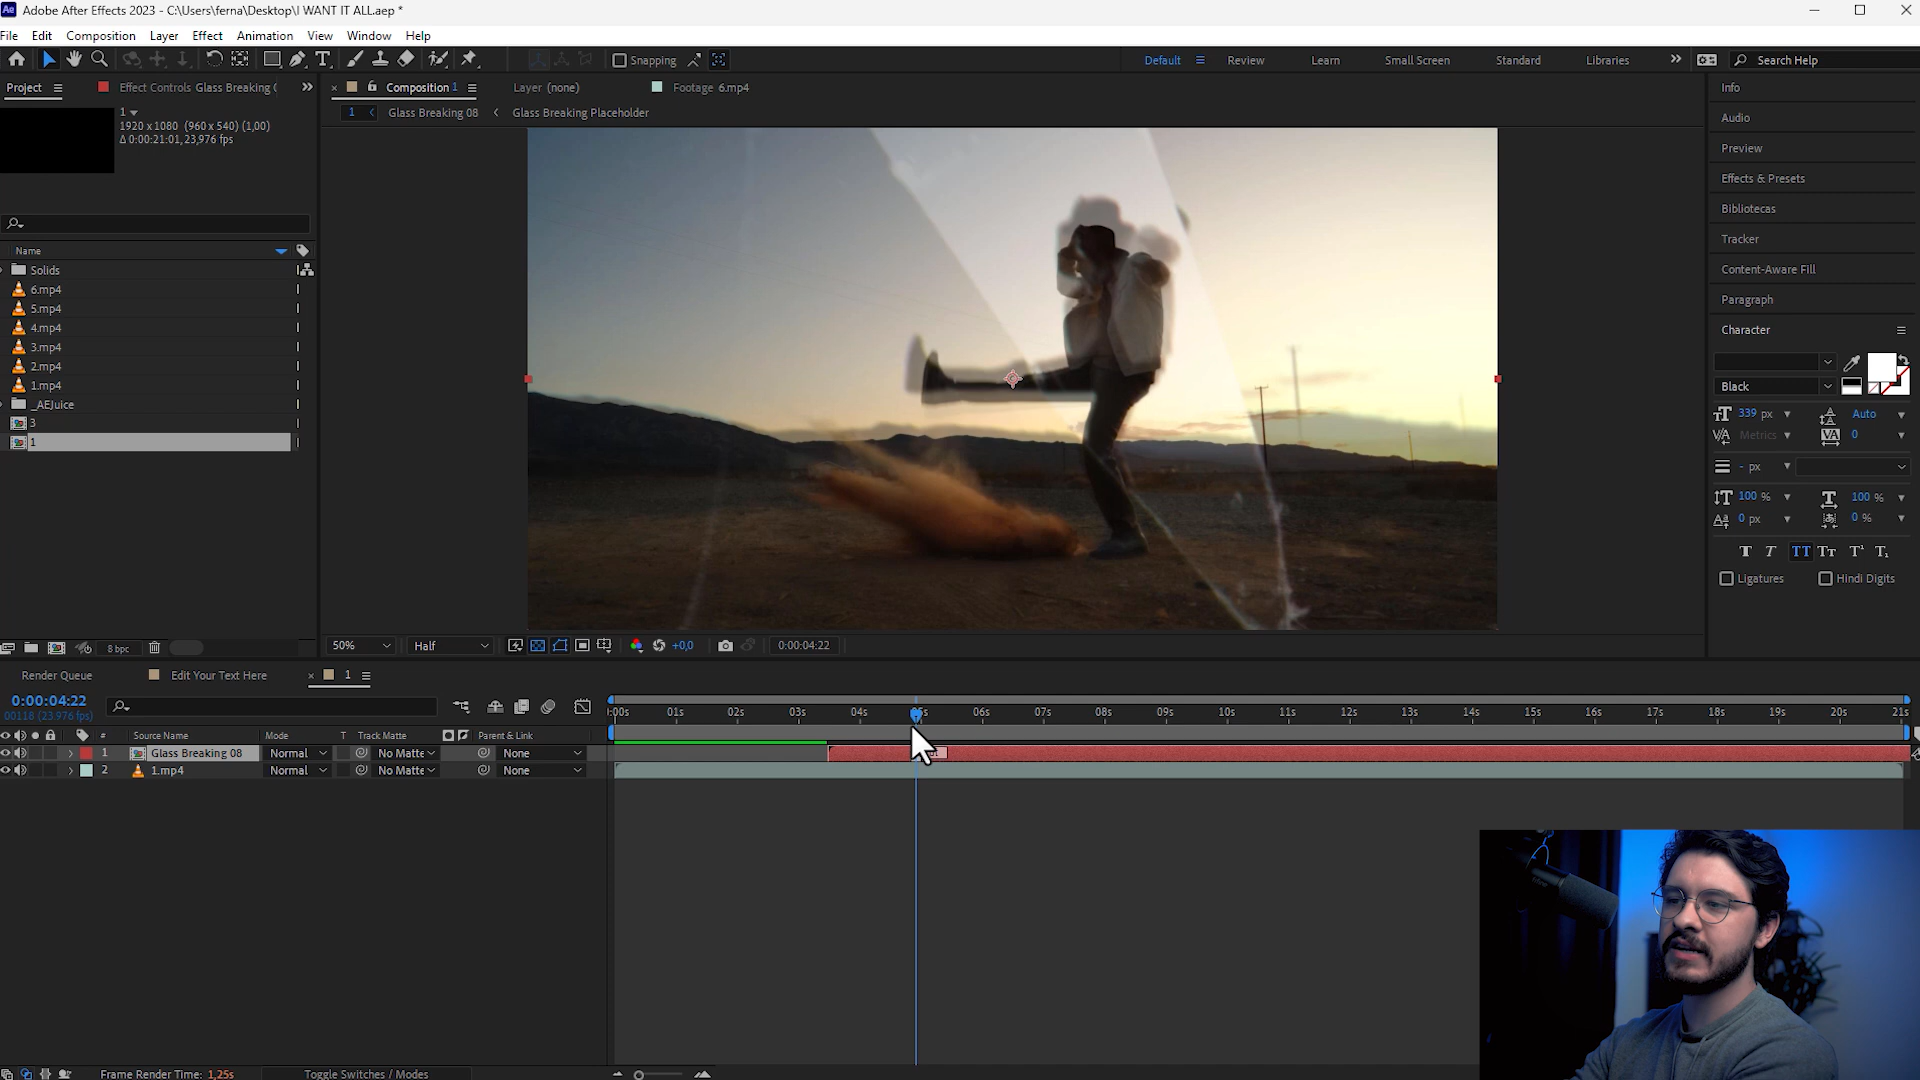 Adobe After Effects 2023 - C:\Users\ferna\Desktop\I WANT IT ALL.aep *
File Edit Composition Layer Effect Animation View Window Help
Snapping
Default Review Learn Small Screen Standard Libraries Search Help
Project Effect Controls Glass Breaking
Composition 1 Layer (none) Footage 6.mp4
1 Glass Breaking 08 Glass Breaking Placeholder
1
1920 x 1080 (960 x 540) (1,00)
Δ 0:00:21:01, 23,976 fps
Name
Solids
6.mp4
5.mp4
4.mp4
3.mp4
2.mp4
1.mp4
_AEJuice
3
1
8 bpc
50% Half +0,0 0:00:04:22
Info
Audio
Preview
Effects & Presets
Bibliotecas
Tracker
Content-Aware Fill
Paragraph
Character
Black
339 px Auto
Metrics 0
- px
100 % 100 %
0 px 0 %
T T TT Tт T¹ T₁
Ligatures Hindi Digits
Render Queue Edit Your Text Here 1
0:00:04:22
00118 (23.976 fps)
:00s 01s 02s 03s 04s 05s 06s 07s 08s 09s 10s 11s 12s 13s 14s 15s 16s 17s 18s 19s 20s 21s
# Source Name Mode T Track Matte Parent & Link
1 Glass Breaking 08 Normal No Matte None
2 1.mp4 Normal No Matte None
Frame Render Time: 1,25s Toggle Switches / Modes